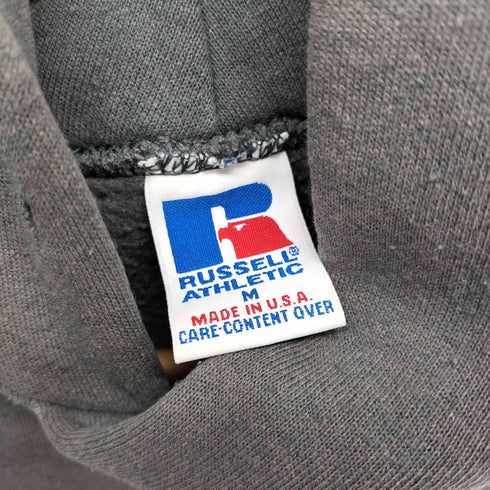 R
RUSSELL®
ATHLETIC
M
MADE IN U.S.A.
CARE-CONTENT OVER